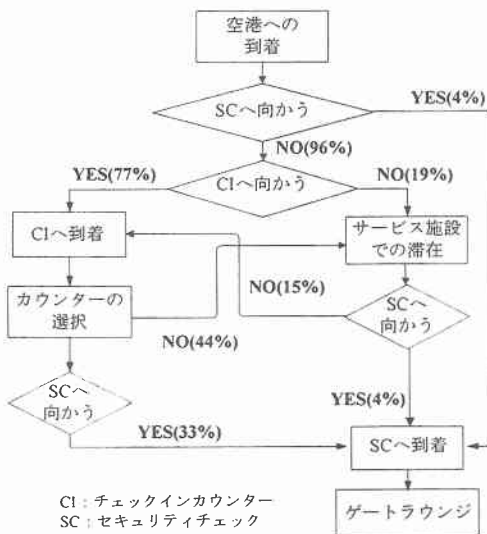 空港への
到着
SCへ向かう
YES(4%)
NO(96%)
YES(77%)
CIへ向かう
NO(19%)
CIへ到着
サービス施設
での滞在
NO(15%)
カウンターの
選択
SCへ
向かう
NO(44%)
SCへ
向かう
YES(4%)
YES(33%)
SCへ到着
CI：チェックインカウンター
SC：セキュリティチェック
ゲートラウンジ